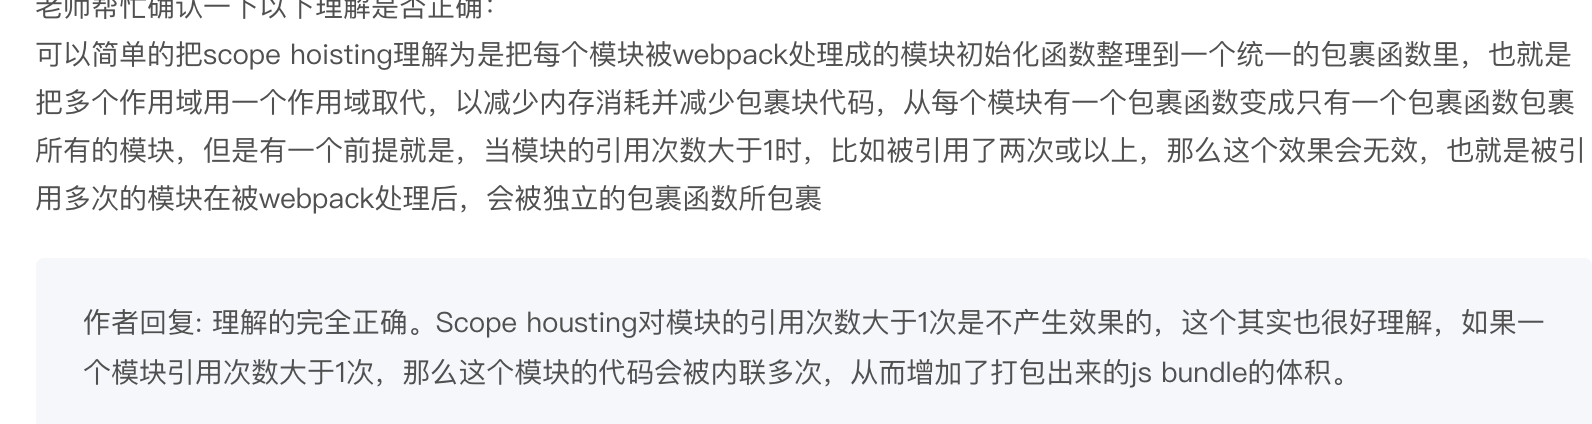 老师帮忙确认一下以下理解是否正确：
可以简单的把scope hoisting理解为是把每个模块被webpack处理成的模块初始化函数整理到一个统一的包裹函数里，也就是
把多个作用域用一个作用域取代，以减少内存消耗并减少包裹块代码，从每个模块有一个包裹函数变成只有一个包裹函数包裹
所有的模块，但是有一个前提就是，当模块的引用次数大于1时，比如被引用了两次或以上，那么这个效果会无效，也就是被引
用多次的模块在被webpack处理后，会被独立的包裹函数所包裹
作者回复: 理解的完全正确。Scope housting对模块的引用次数大于1次是不产生效果的，这个其实也很好理解，如果一
个模块引用次数大于1次，那么这个模块的代码会被内联多次，从而增加了打包出来的js bundle的体积。